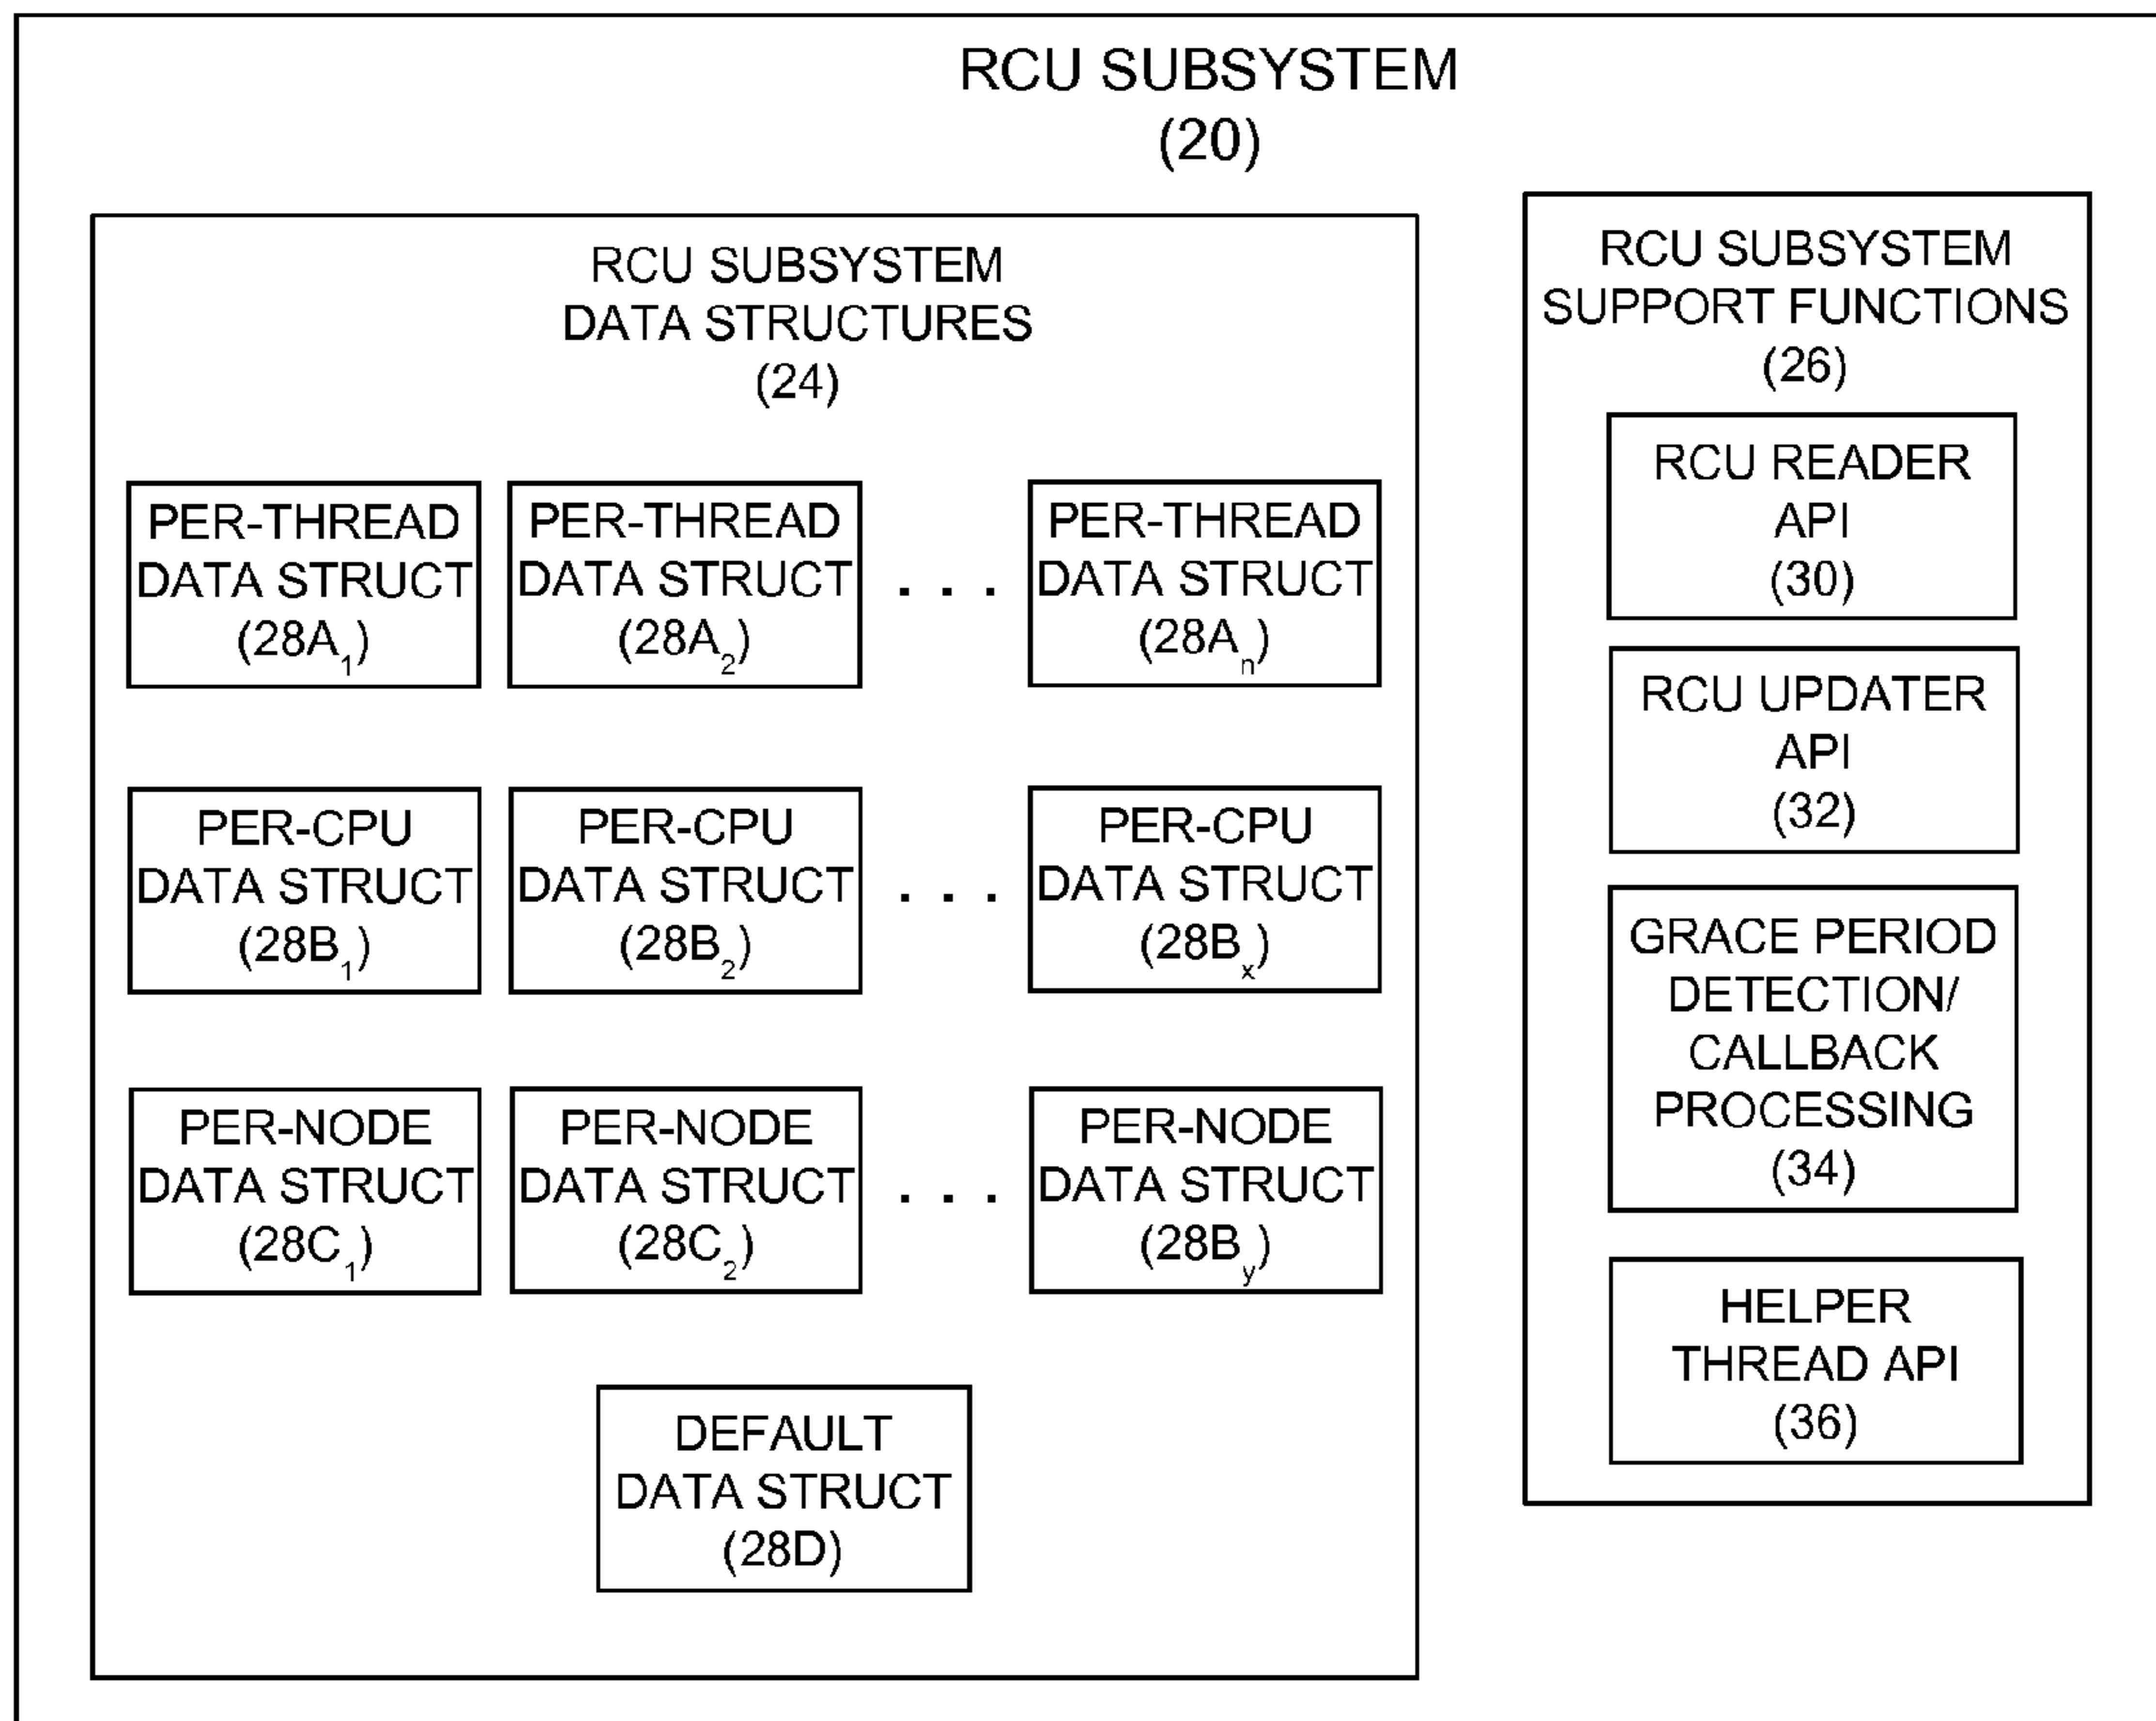 RCU SUBSYSTEM
(20)
RCU SUBSYSTEM
DATA STRUCTURES
(24)
PER-THREAD
DATA STRUCT
(28A₁)
PER-THREAD
DATA STRUCT
(28A₂)
. . .
PER-THREAD
DATA STRUCT
(28Aₙ)
PER-CPU
DATA STRUCT
(28B₁)
PER-CPU
DATA STRUCT
(28B₂)
. . .
PER-CPU
DATA STRUCT
(28Bₓ)
PER-NODE
DATA STRUCT
(28C₁)
PER-NODE
DATA STRUCT
(28C₂)
. . .
PER-NODE
DATA STRUCT
(28By)
DEFAULT
DATA STRUCT
(28D)
RCU SUBSYSTEM
SUPPORT FUNCTIONS
(26)
RCU READER
API
(30)
RCU UPDATER
API
(32)
GRACE PERIOD
DETECTION/
CALLBACK
PROCESSING
(34)
HELPER
THREAD API
(36)